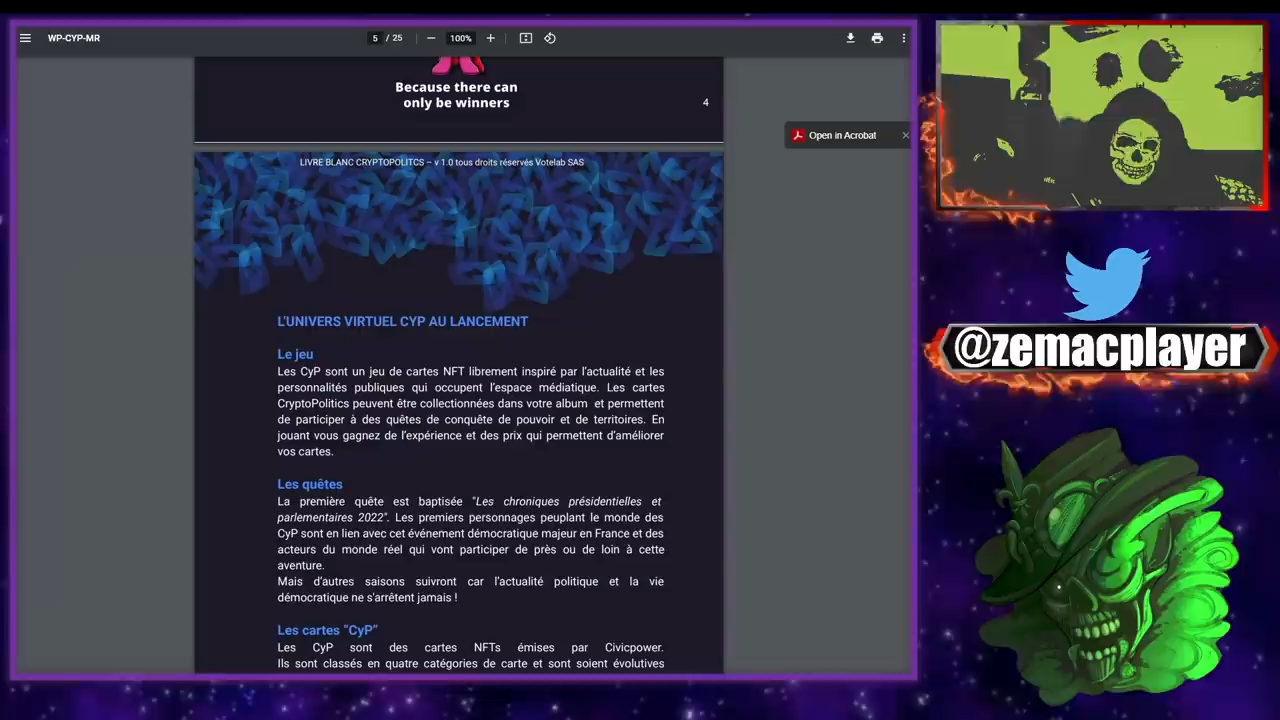 WP-CYP-MR
5 / 25
100%
Because there can
only be winners
4
Open in Acrobat
LIVRE BLANC CRYPTOPOLITCS – v 1.0 tous droits réservés Votelab SAS
L'UNIVERS VIRTUEL CYP AU LANCEMENT
Le jeu
Les CyP sont un jeu de cartes NFT librement inspiré par l'actualité et les
personnalités publiques qui occupent l'espace médiatique. Les cartes
CryptoPolitics peuvent être collectionnées dans votre album et permettent
de participer à des quêtes de conquête de pouvoir et de territoires. En
jouant vous gagnez de l'expérience et des prix qui permettent d'améliorer
vos cartes.
Les quêtes
La première quête est baptisée "Les chroniques présidentielles et
parlementaires 2022". Les premiers personnages peuplant le monde des
CyP sont en lien avec cet événement démocratique majeur en France et des
acteurs du monde réel qui vont participer de près ou de loin à cette
aventure.
Mais d'autres saisons suivront car l'actualité politique et la vie
démocratique ne s'arrêtent jamais !
Les cartes "CyP"
Les CyP sont des cartes NFTs émises par Civicpower.
Ils sont classés en quatre catégories de carte et sont soient évolutives
@zemacplayer